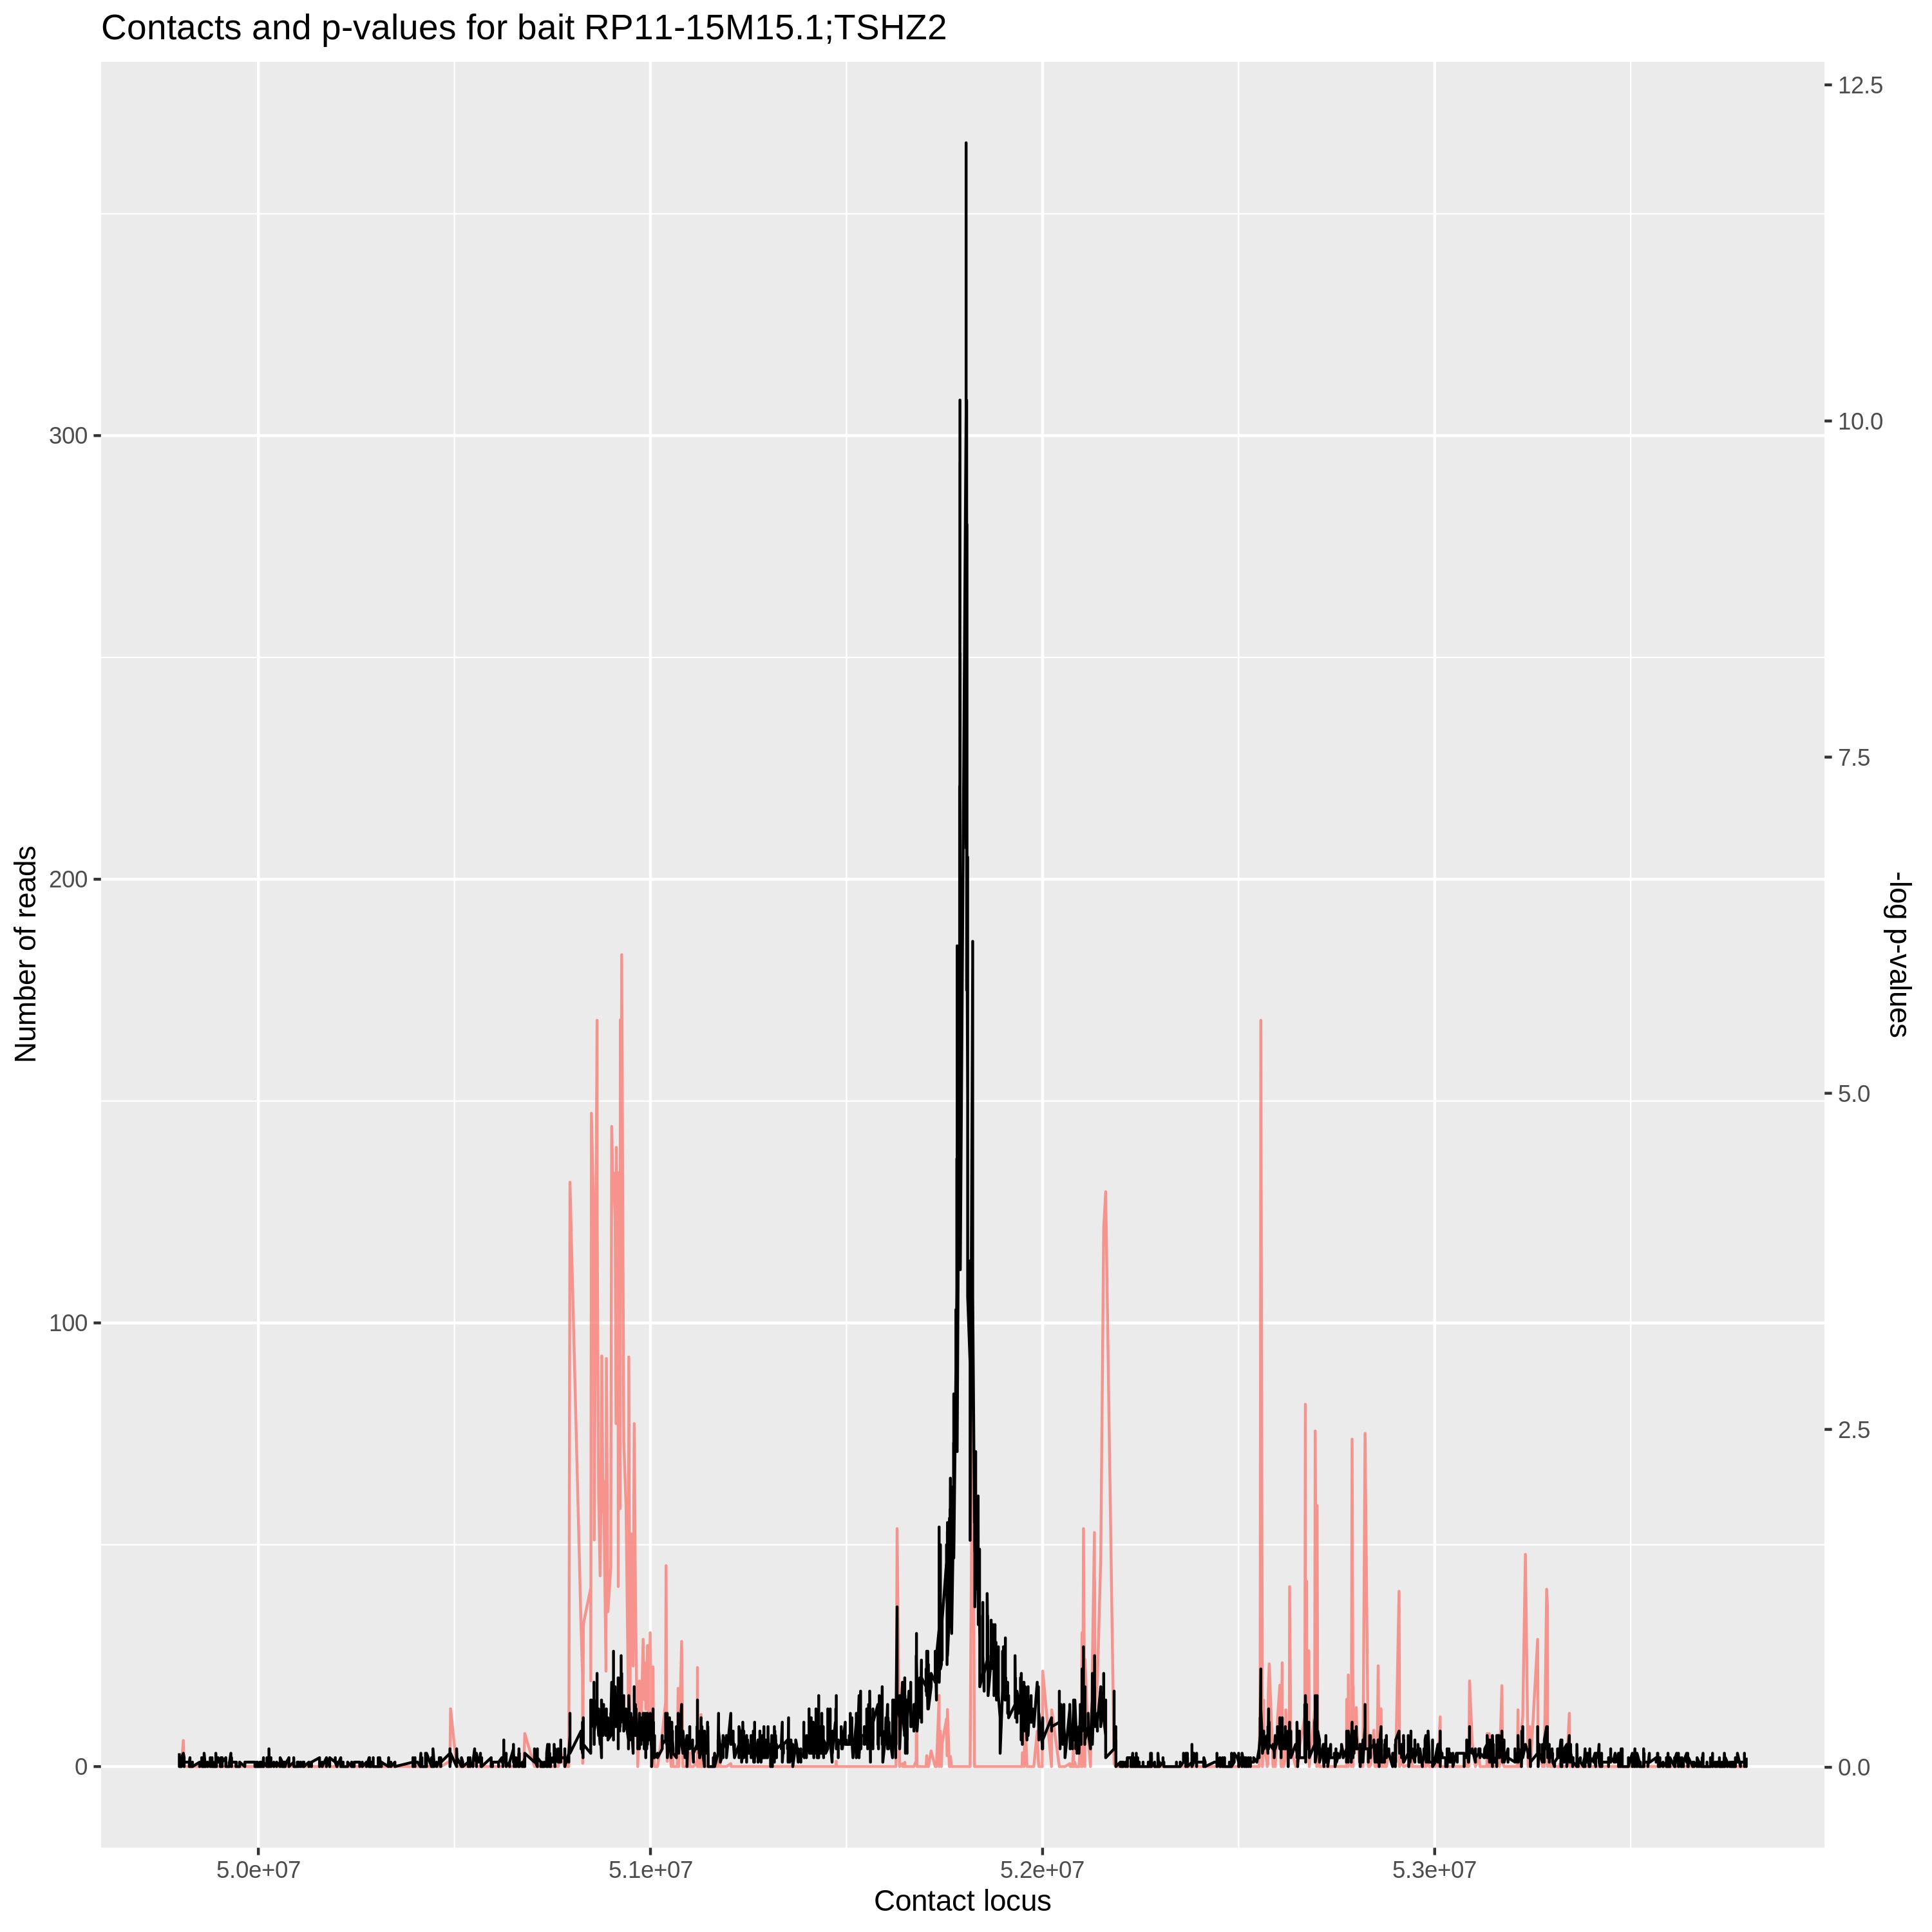 Contacts and p-values for bait RP11-15M15.1;TSHZ2
12.5
300
10.0
7.5
200
Number of reads
-log p-values
5.0
100
2.5
0
0.0
5.0e+07
5.1e+07
5.2e+07
5.3e+07
Contact locus